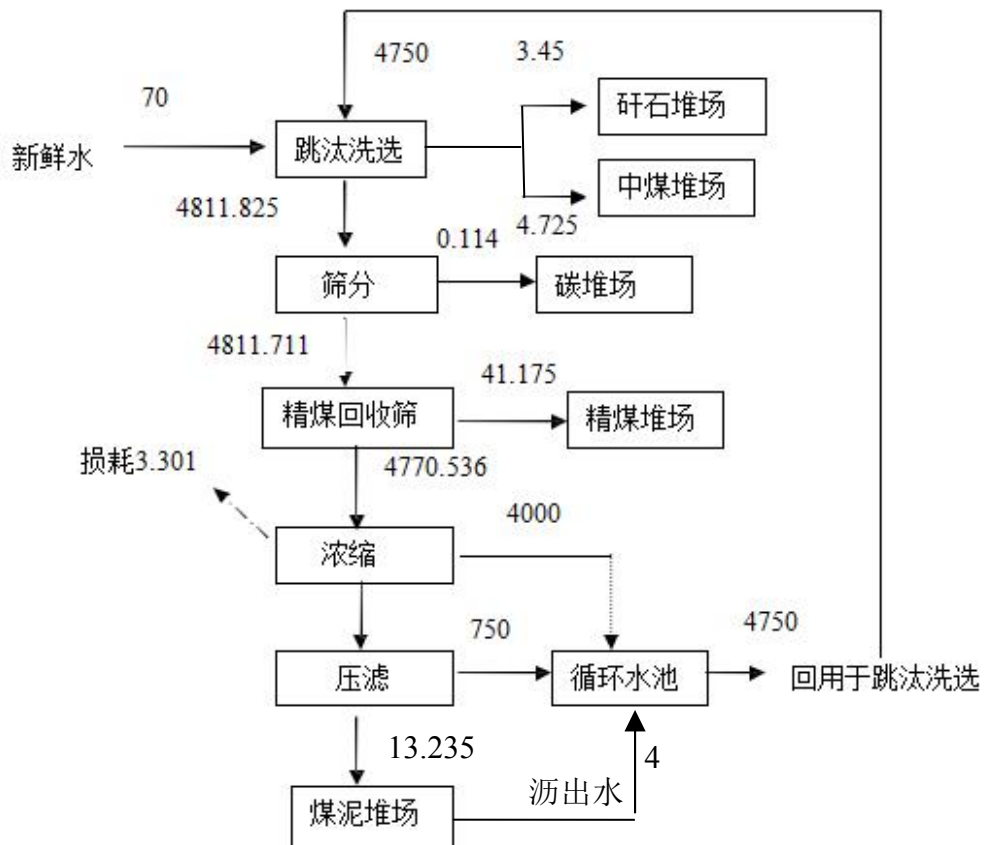 4750
3.45
70
矸石堆场
新鲜水
跳汰洗选
中煤堆场
4811.825
4.725
0.114
筛分
碳堆场
4811.711
41.175
精煤回收筛
精煤堆场
损耗3.301
4770.536
4000
浓缩
750
4750
压滤
循环水池
回用于跳汰洗选
13.235
4
沥出水
煤泥堆场